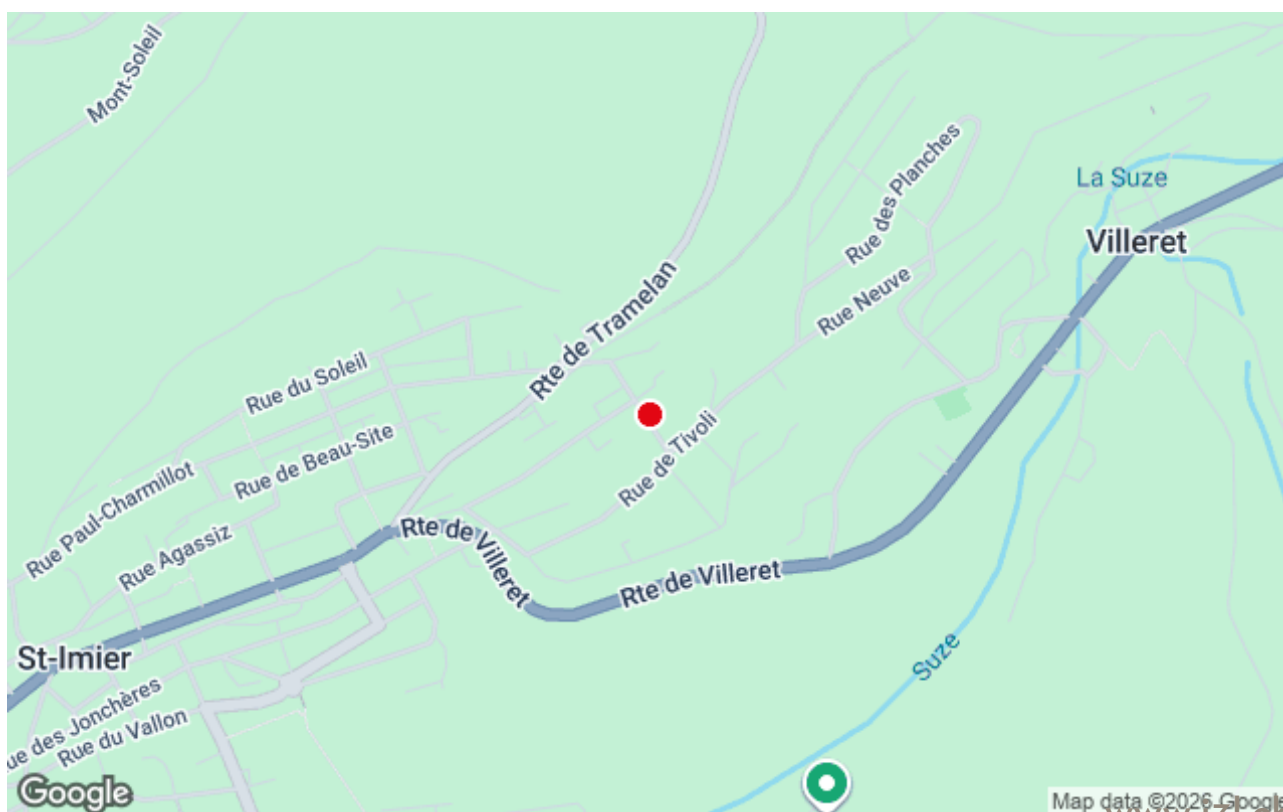 Mont-Soleil
Rue des Planches
La Suze
Villeret
Rue Neuve
Rte de Tramelan
Rue du Soleil
Rue de Beau-Site
Rue de Tivoli
Rue Paul-Charmillot
Rue Agassiz
Rte de Villeret
Rte de Villeret
St-Imier
Suze
ue des Jonchères
Rue du Vallon
Google
Map data ©2026 Google